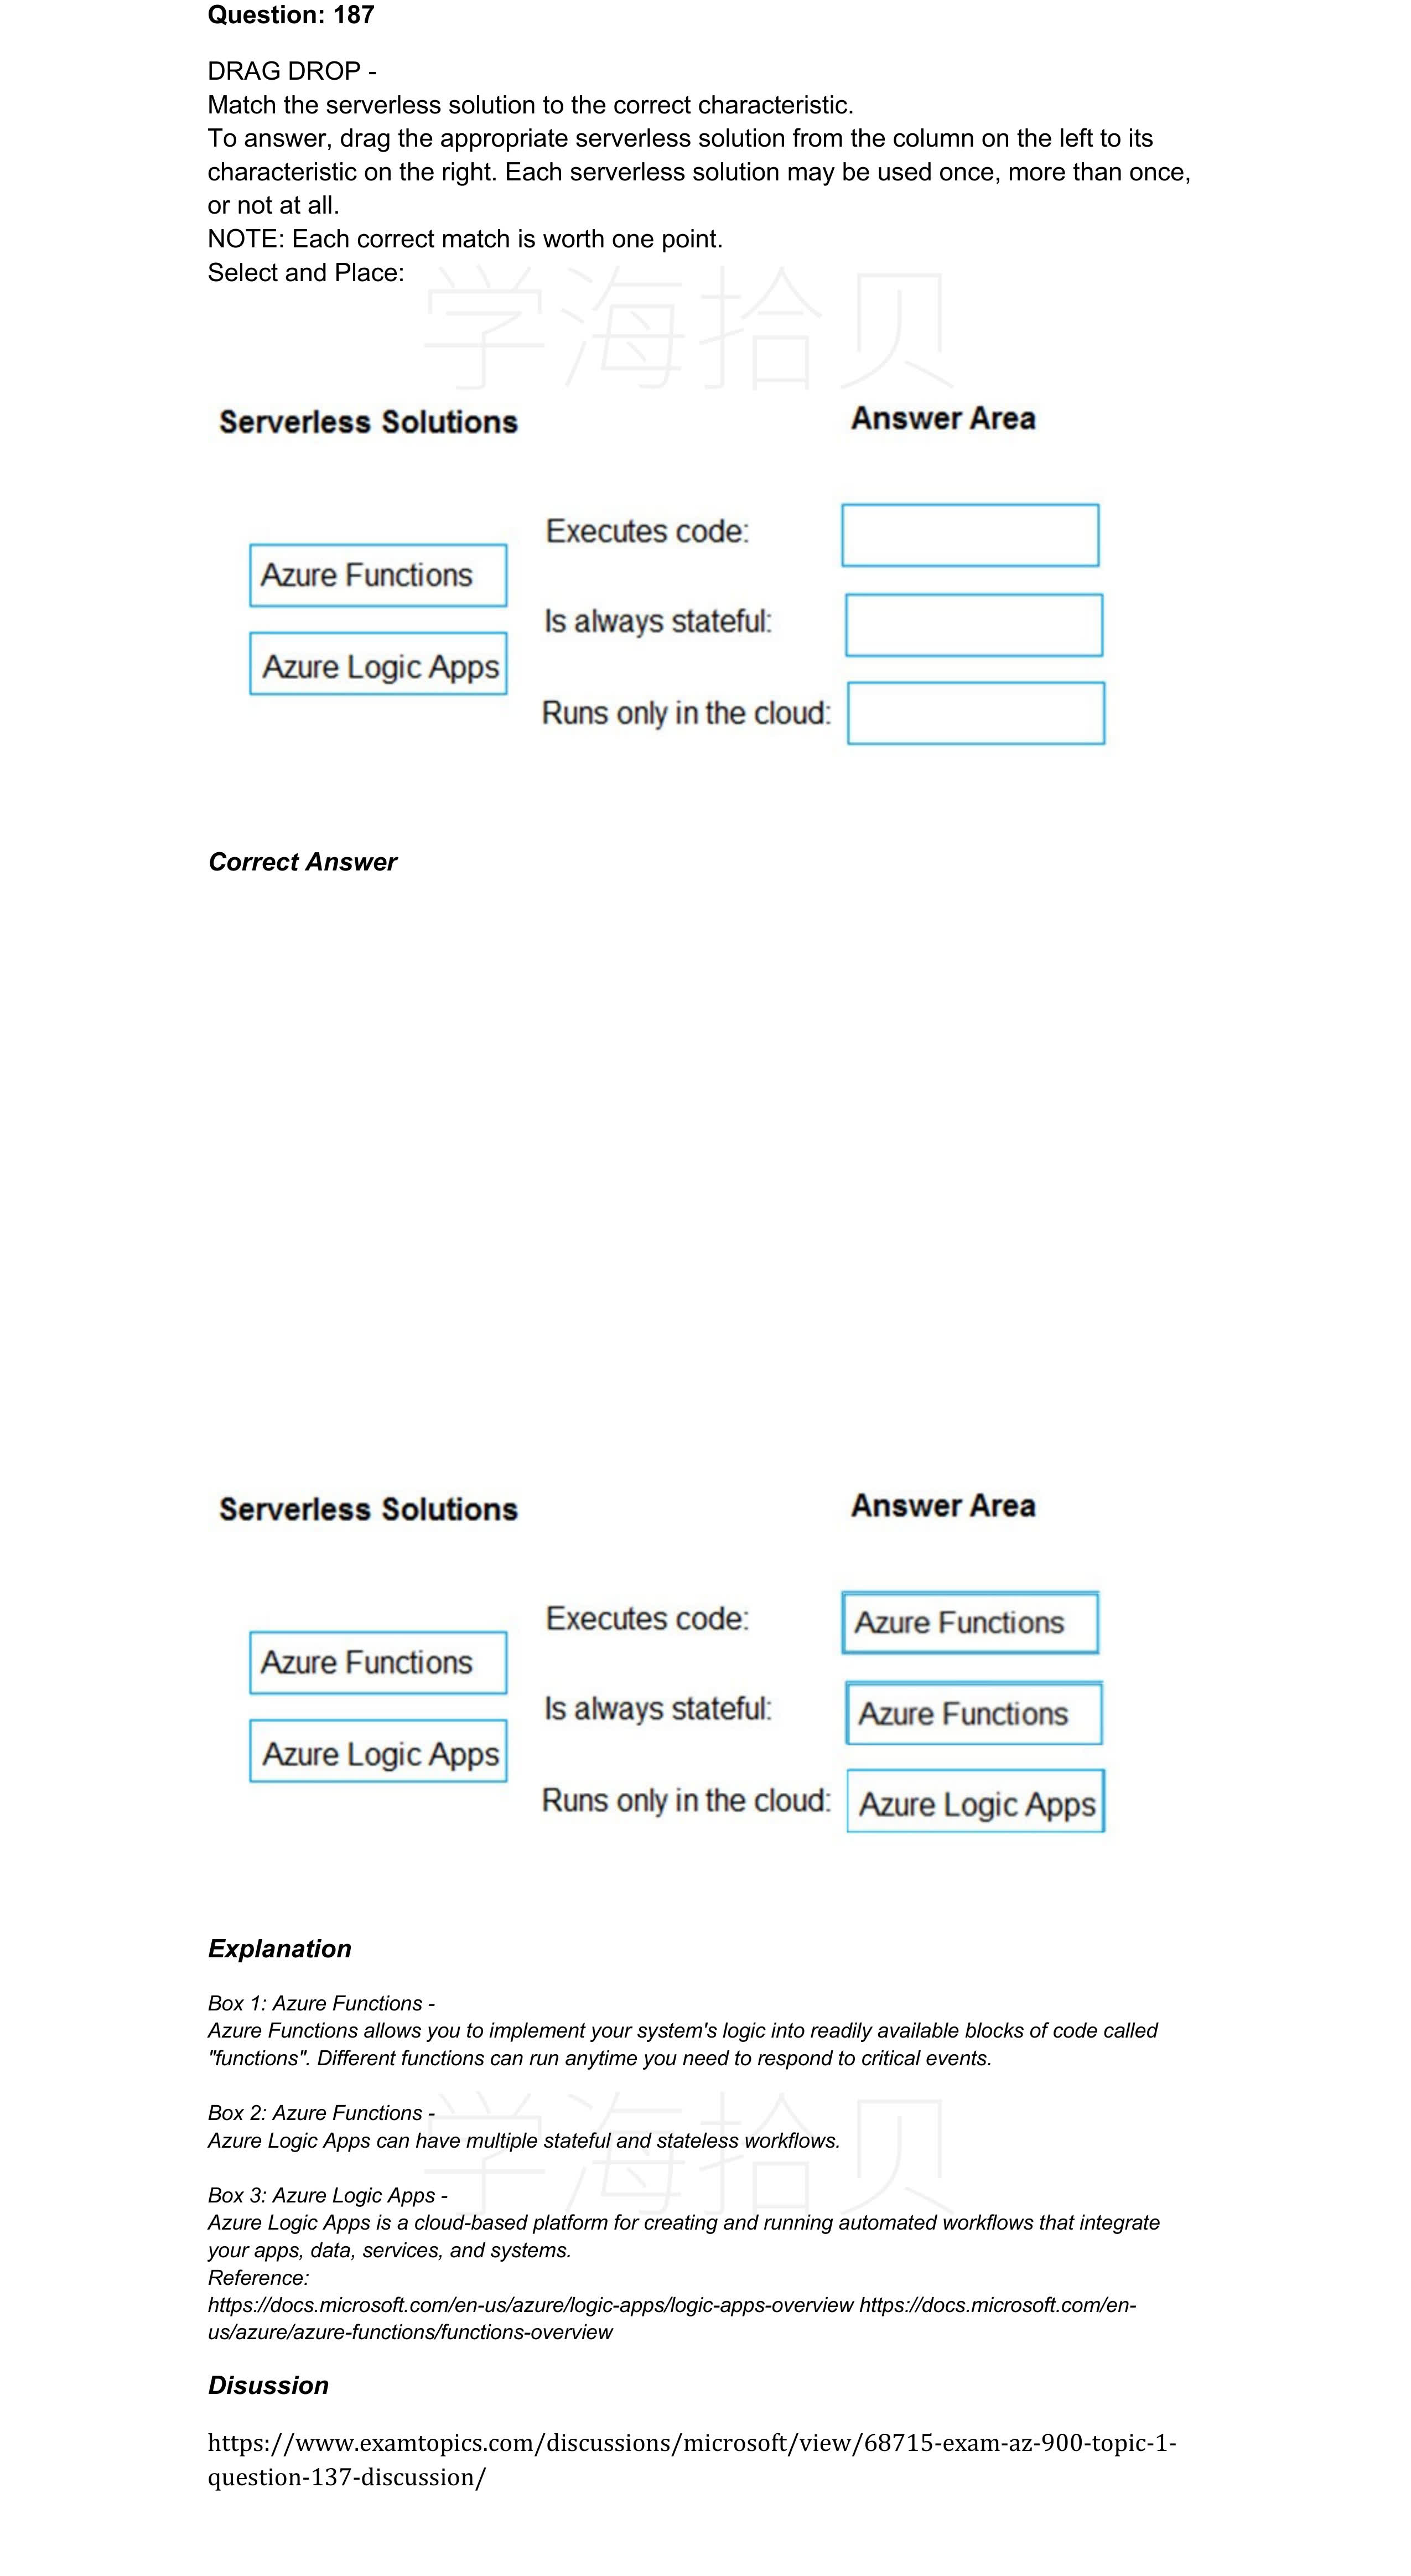 Question: 187
DRAG DROP -
Match the serverless solution to the correct characteristic.
To answer, drag the appropriate serverless solution from the column on the left to its
characteristic on the right. Each serverless solution may be used once, more than once,
or not at all.
NOTE: Each correct match is worth one point.
Select and Place:
学海拾贝
Serverless Solutions
Answer Area
Executes code:
Azure Functions
Is always stateful:
Azure Logic Apps
Runs only in the cloud:
Correct Answer
Serverless Solutions
Answer Area
Executes code:
Azure Functions
Azure Functions
Is always stateful:
Azure Functions
Azure Logic Apps
Runs only in the cloud:
Azure Logic Apps
Explanation
Box 1: Azure Functions -
Azure Functions allows you to implement your system's logic into readily available blocks of code called
"functions". Different functions can run anytime you need to respond to critical events.
Box 2: Azure Functions -
Azure Logic Apps can have multiple stateful and stateless workflows.
学海拾贝
Box 3: Azure Logic Apps -
Azure Logic Apps is a cloud-based platform for creating and running automated workflows that integrate
your apps, data, services, and systems.
Reference:
https://docs.microsoft.com/en-us/azure/logic-apps/logic-apps-overview https://docs.microsoft.com/en-
us/azure/azure-functions/functions-overview
Disussion
https://www.examtopics.com/discussions/microsoft/view/68715-exam-az-900-topic-1-
question-137-discussion/